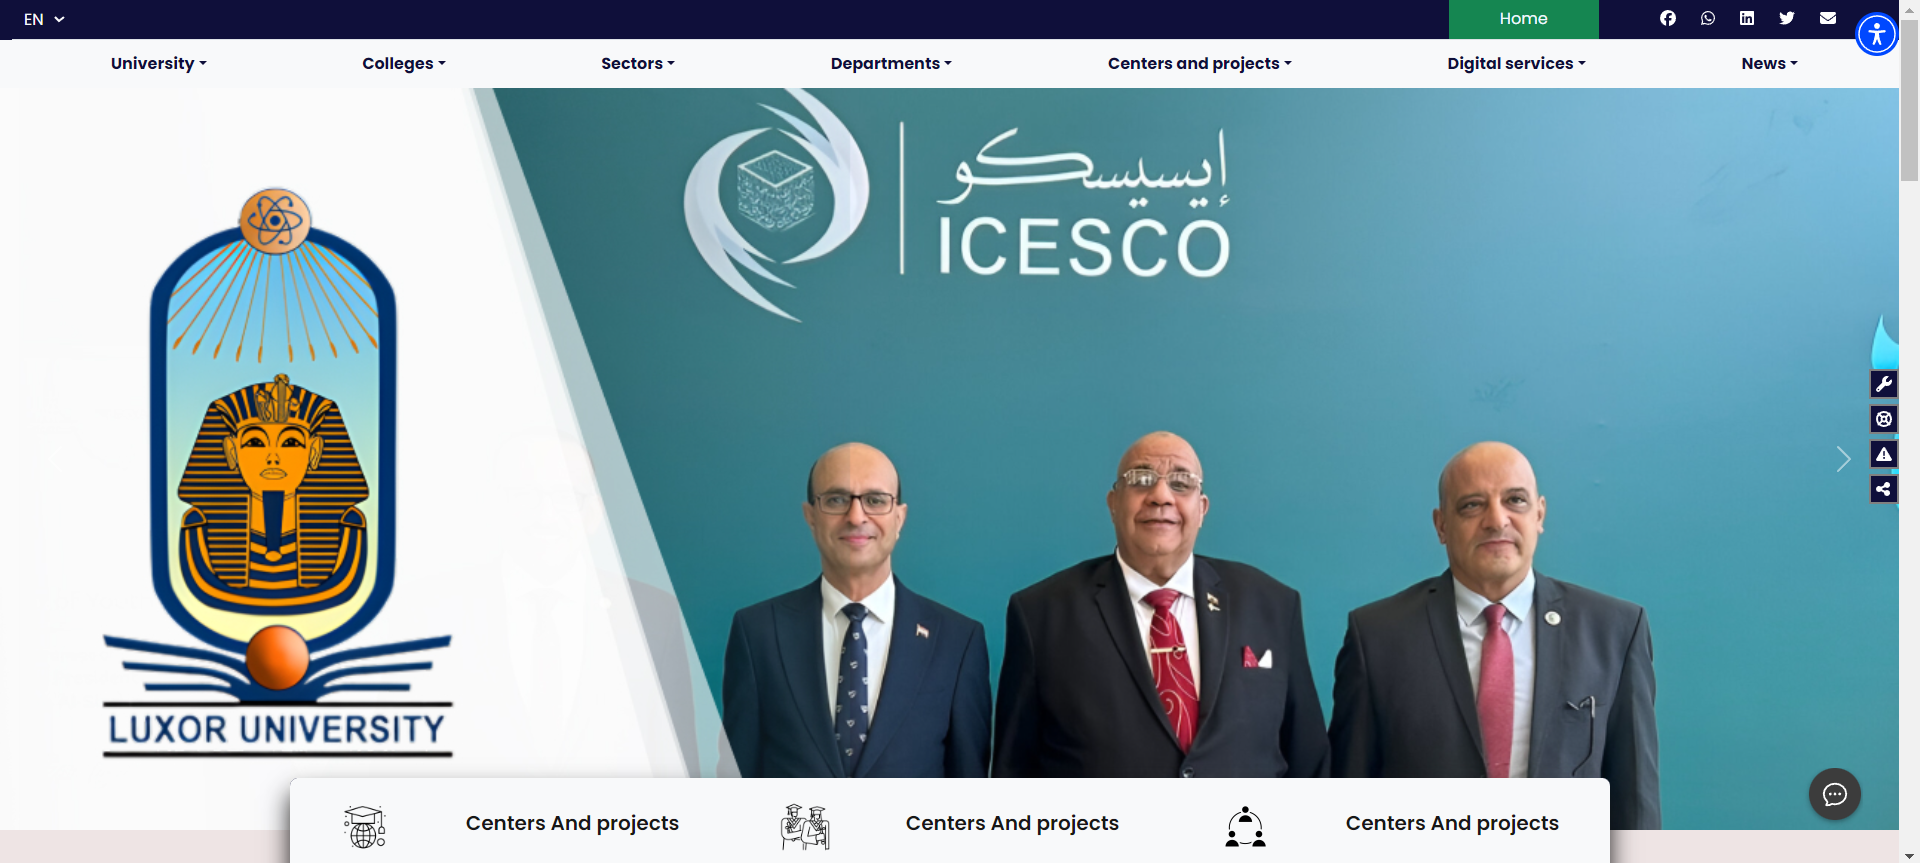 EN
Home
University
Colleges
Sectors
Departments
Centers and projects
Digital services
News
إيسيسكو
ICESCO
LUXOR UNIVERSITY
Centers And projects
Centers And projects
Centers And projects